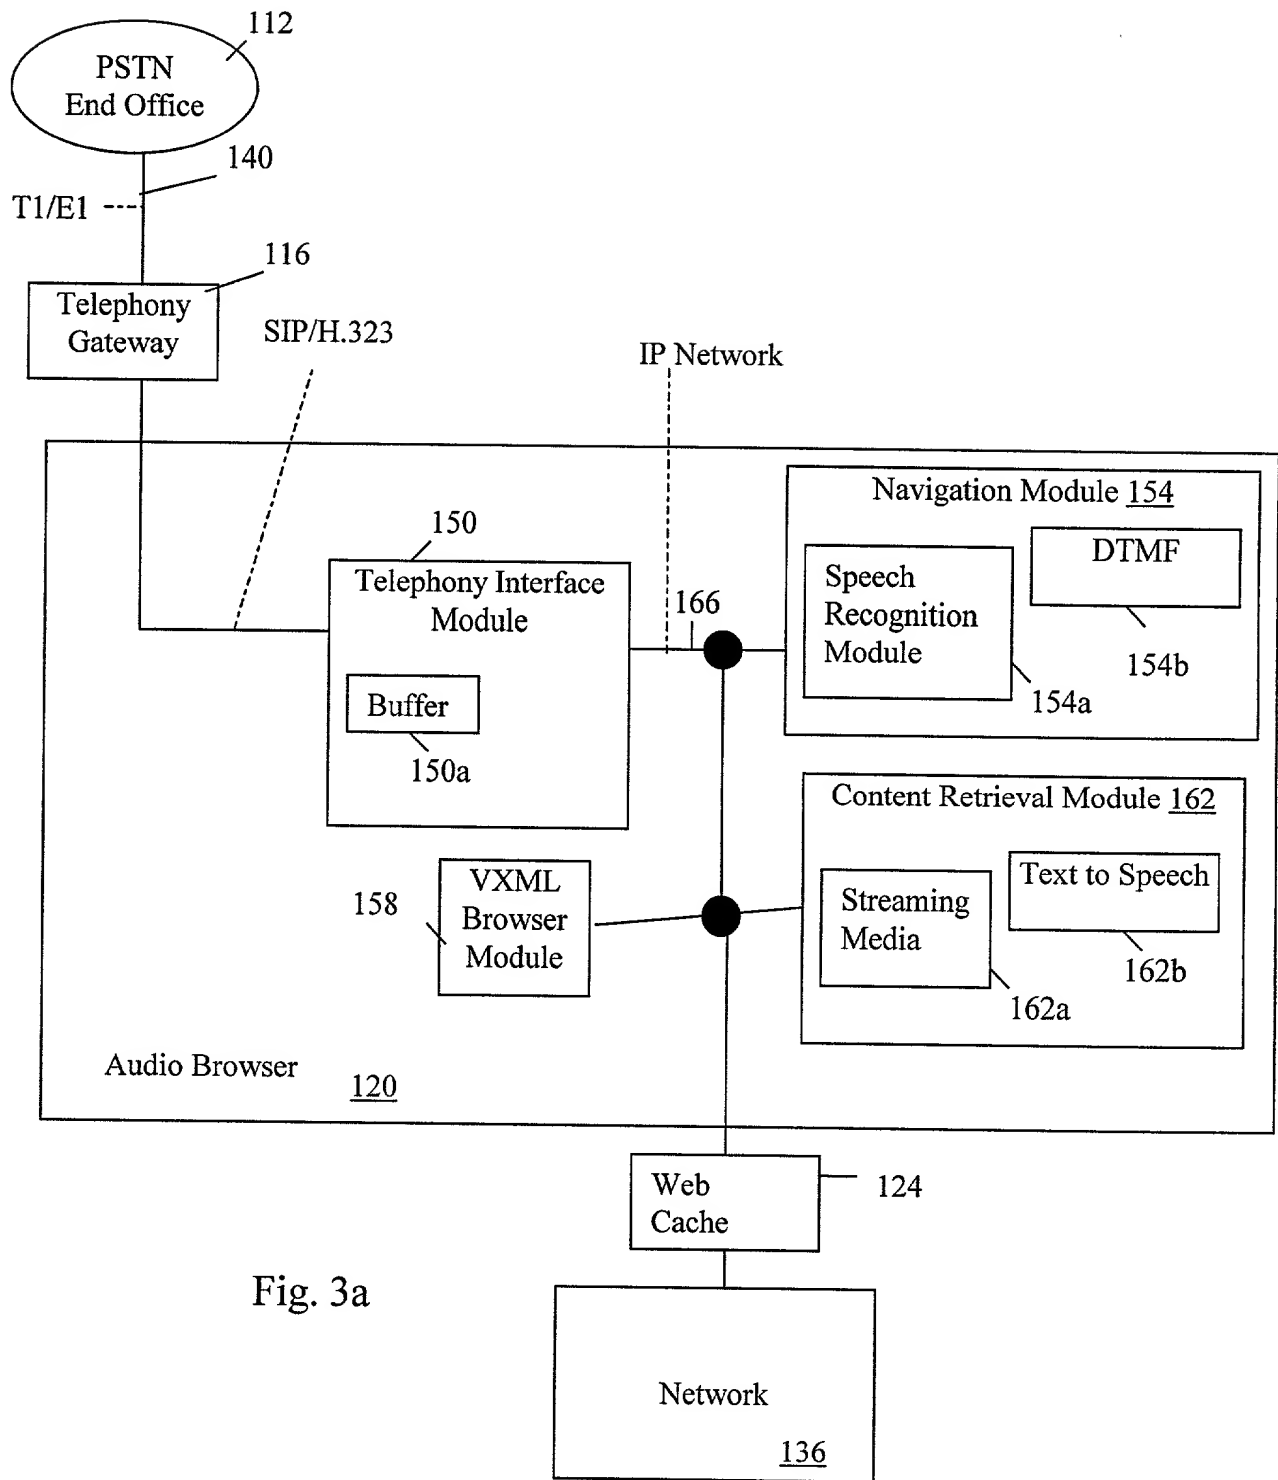 112
PSTN
End Office
140
T1/E1
116
Telephony
Gateway
SIP/H.323
IP Network
Navigation Module 154
150
DTMF
Telephony Interface
Module
Speech
Recognition
Module
166
154b
154a
Buffer
150a
Content Retrieval Module 162
VXML
Browser
Module
158
Text to Speech
Streaming
Media
162b
162a
Audio Browser
120
Web
Cache
124
Fig. 3a
Network
136